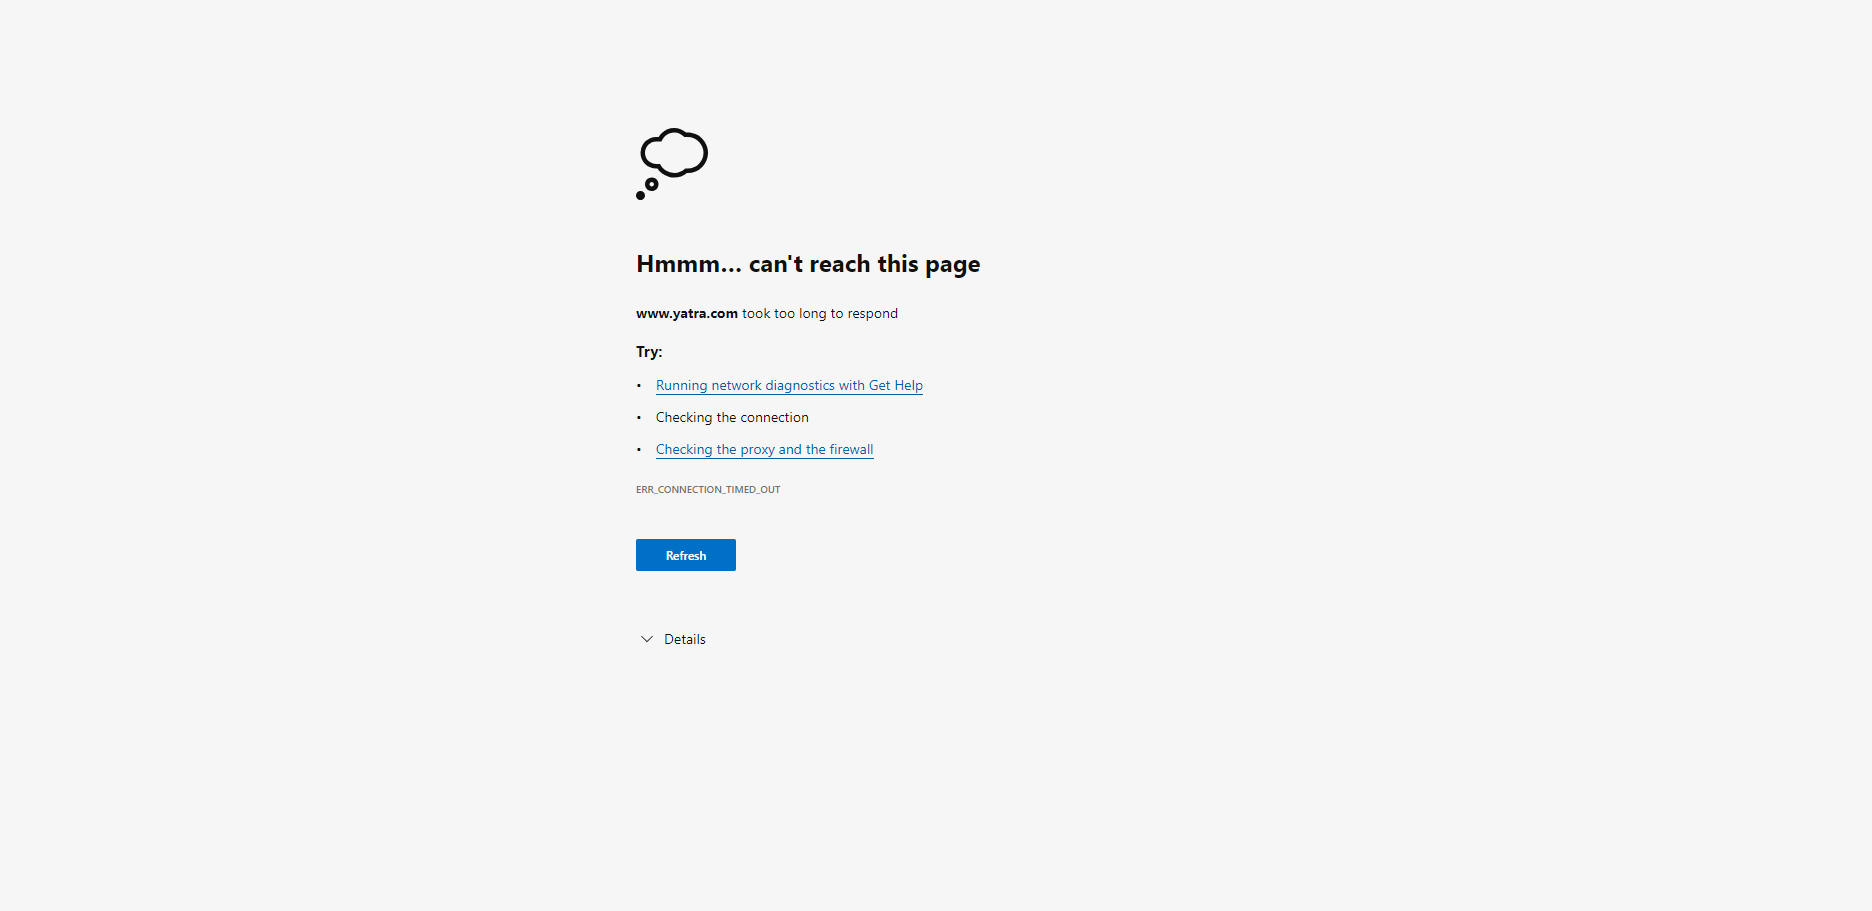 Hmmm... can't reach this page
www.yatra.com took too long to respond
Try:
• Running network diagnostics with Get Help
• Checking the connection
• Checking the proxy and the firewall
ERR_CONNECTION_TIMED_OUT
Refresh
Details